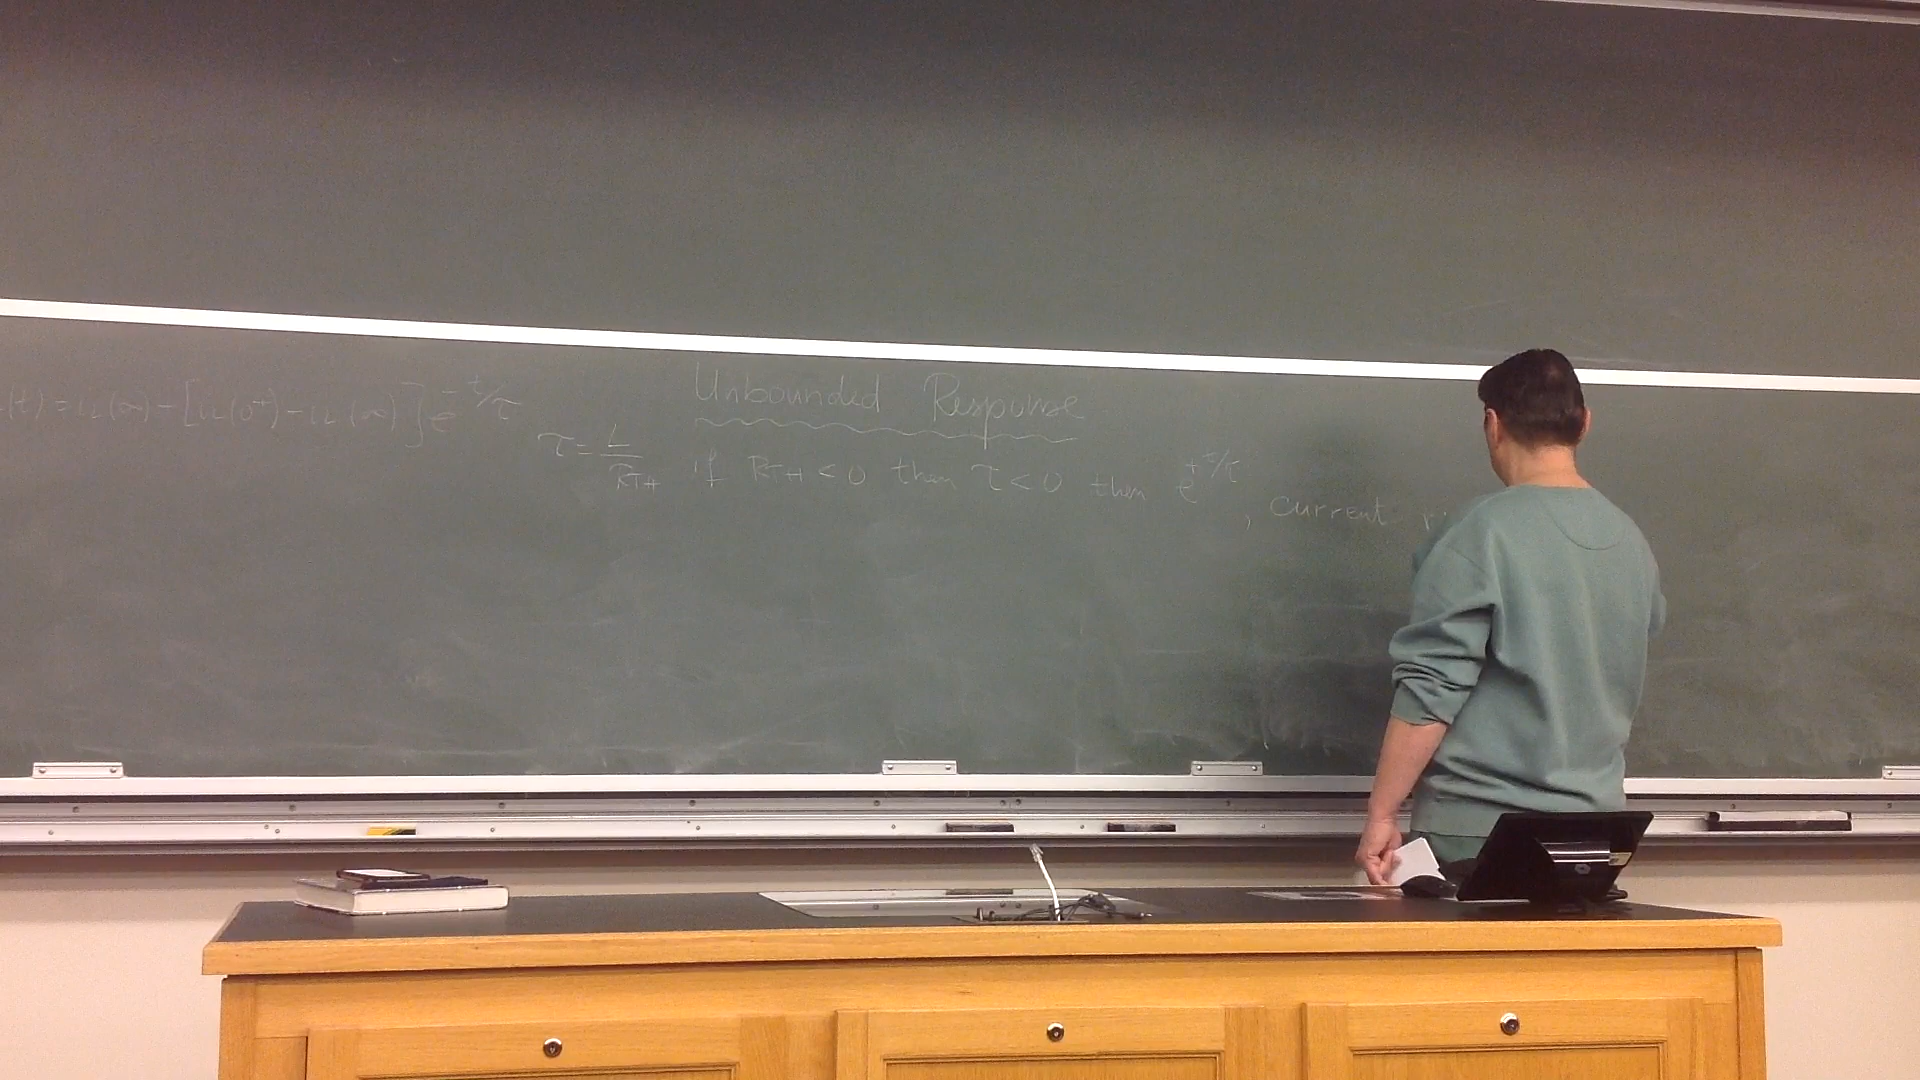 (t) = iL(∞) - [iL(0⁺) - iL(∞)] e^-t/τ
Unbounded Response
τ = L/RTH if RTH < 0 then τ < 0 then e^+t/τ, current